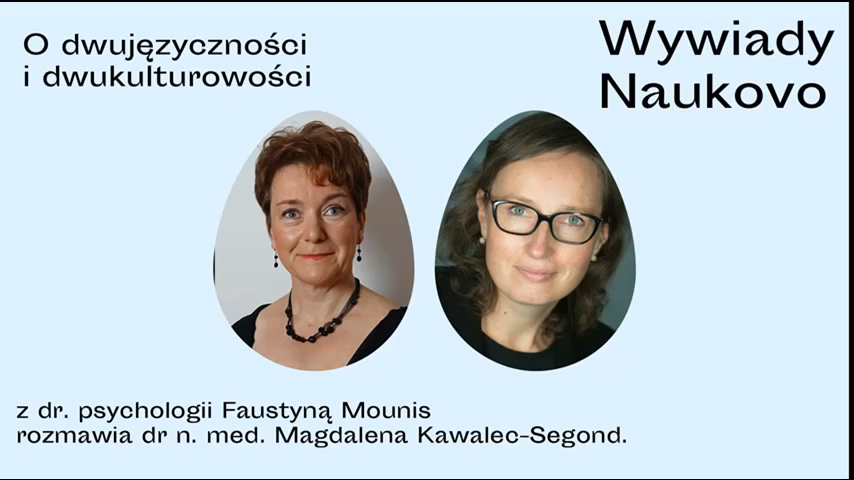 O dwujęzyczności
i dwukulturowości
Wywiady
Naukovo
z dr. psychologii Faustyną Mounis
rozmawia dr n. med. Magdalena Kawalec-Segond.